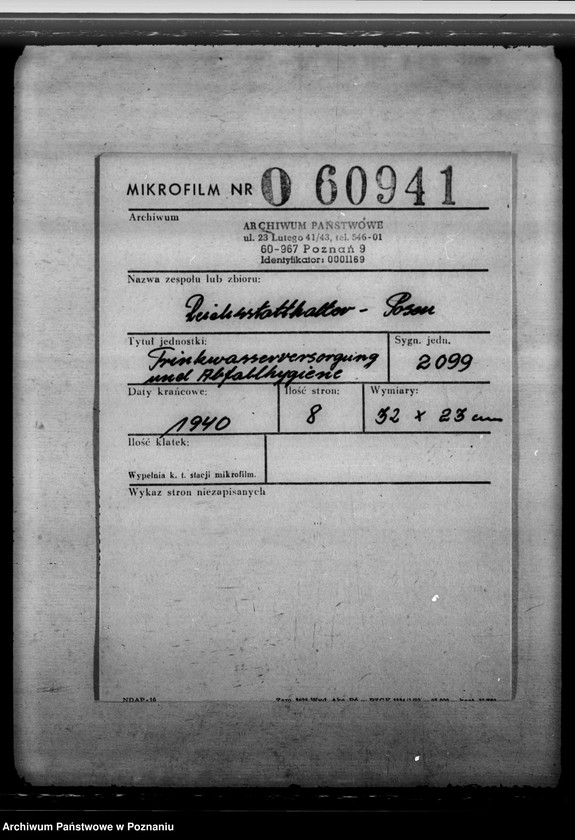 MIKROFILM NR O 60941
Archiwum
ARCHIWUM PAŃSTWOWE
ul. 23 Lutego 41/43, tel. 546-01
60-967 Poznań 9
Identyfikator: 0001169
Nazwa zespołu lub zbioru:
Reichsstatthalter - Posen
Tytuł jednostki:
Trinkwasserversorgung
und Abfallhygiene
Sygn. jedn.
2099
Daty krańcowe:
1940
Ilość stron:
8
Wymiary:
32 x 23 cm
Ilość klatek:
Wypełnia k. t. stacji mikrofilm.
Wykaz stron niezapisanych
NDAP-18
Archiwum Państwowe w Poznaniu